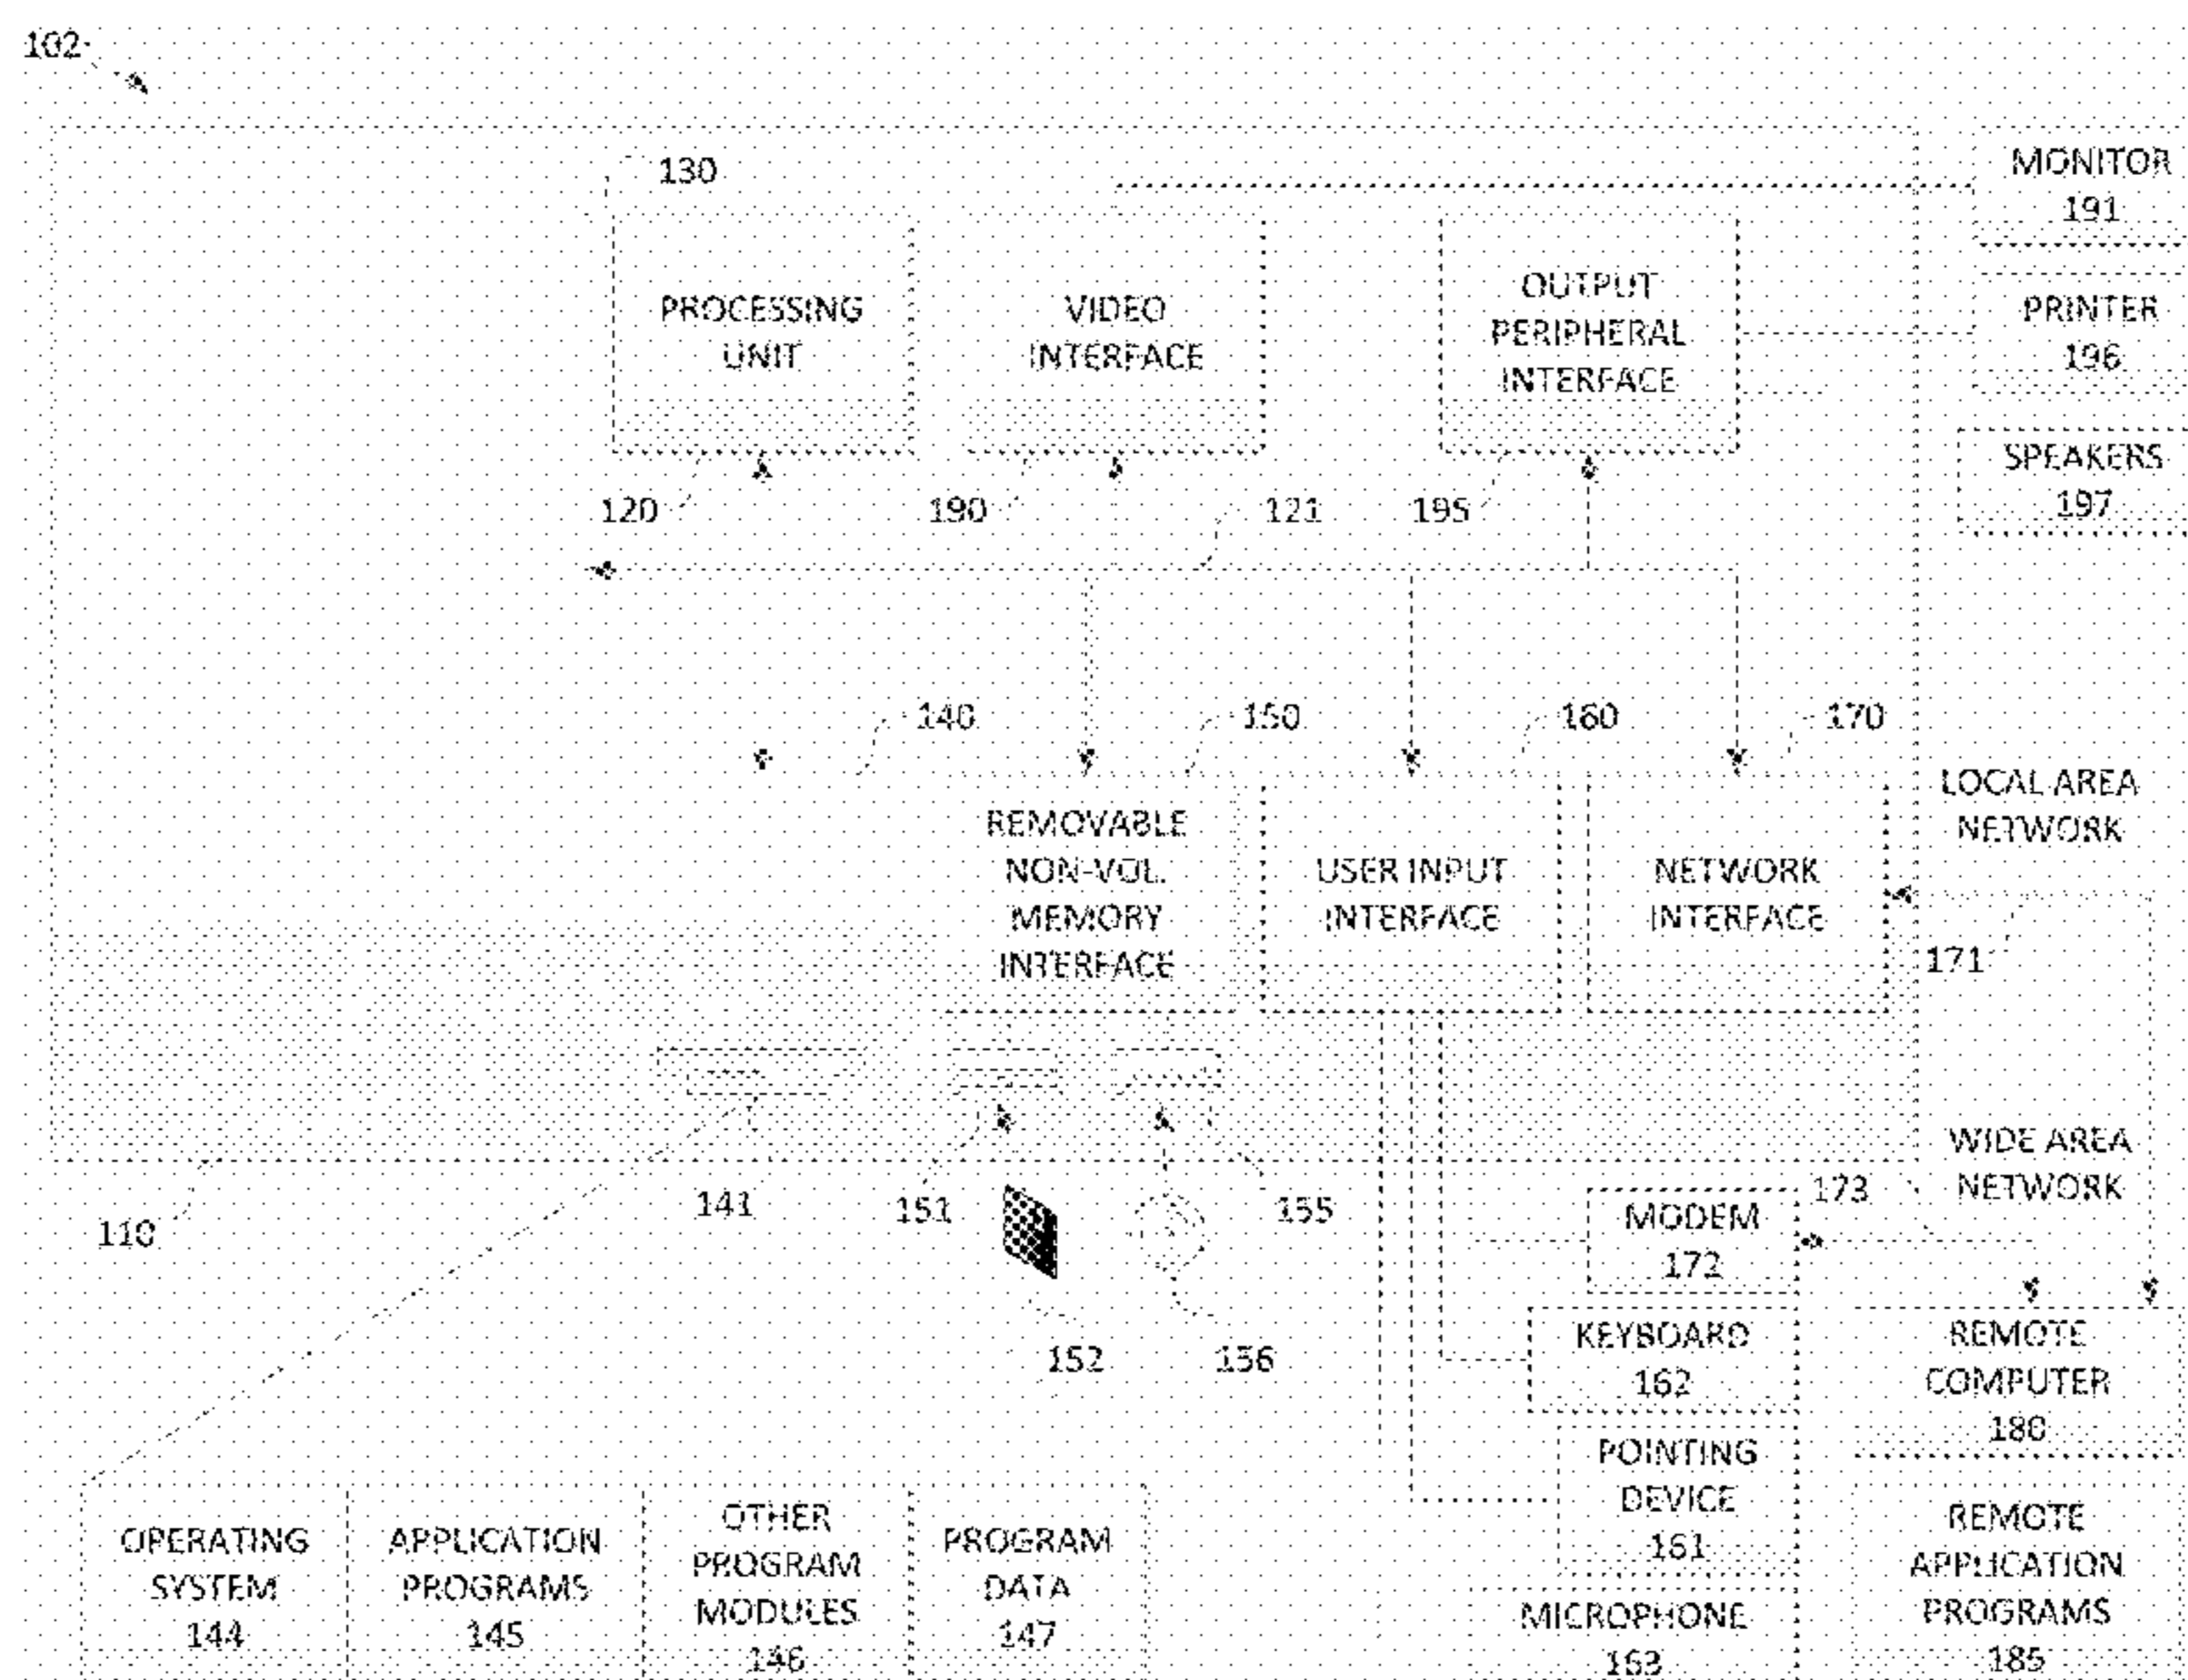 102
130
MONITOR
191
PROCESSING
UNIT
VIDEO
INTERFACE
OUTPUT
PERIPHERAL
INTERFACE
PRINTER
196
SPEAKERS
197
120
190
121
195
140
150
160
170
LOCAL AREA
NETWORK
REMOVABLE
NON-VOL.
MEMORY
INTERFACE
USER INPUT
INTERFACE
NETWORK
INTERFACE
171
WIDE AREA
NETWORK
110
141
151
155
173
MODEM
172
152
156
KEYBOARD
162
REMOTE
COMPUTER
180
POINTING
DEVICE
161
OPERATING
SYSTEM
144
APPLICATION
PROGRAMS
145
OTHER
PROGRAM
MODULES
146
PROGRAM
DATA
147
MICROPHONE
163
REMOTE
APPLICATION
PROGRAMS
185